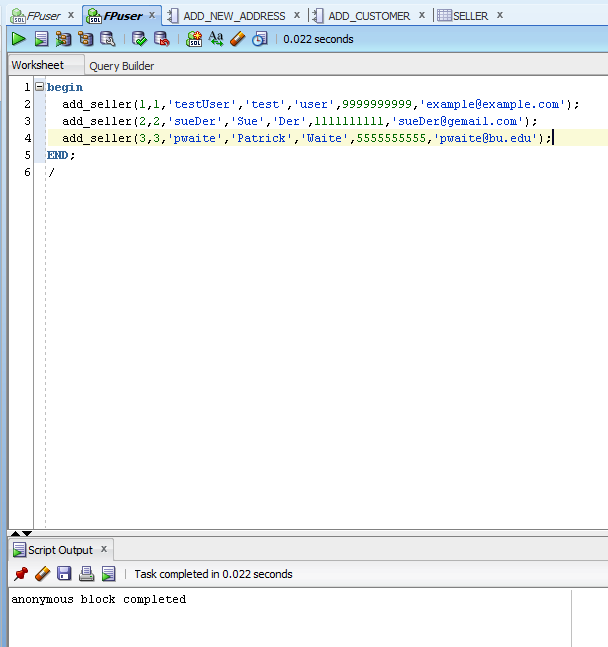 FPuser x FPuser x ADD_NEW_ADDRESS x ADD_CUSTOMER x SELLER x
SQL Aa 0.022 seconds
Worksheet Query Builder
1 begin
2 add_seller(1,1,'testUser','test','user',9999999999,'example@example.com');
3 add_seller(2,2,'sueDer','Sue','Der',1111111111,'sueDer@gemail.com');
4 add_seller(3,3,'pwaite','Patrick','Waite',5555555555,'pwaite@bu.edu');
5 END;
6 /
Script Output x
Task completed in 0.022 seconds
anonymous block completed